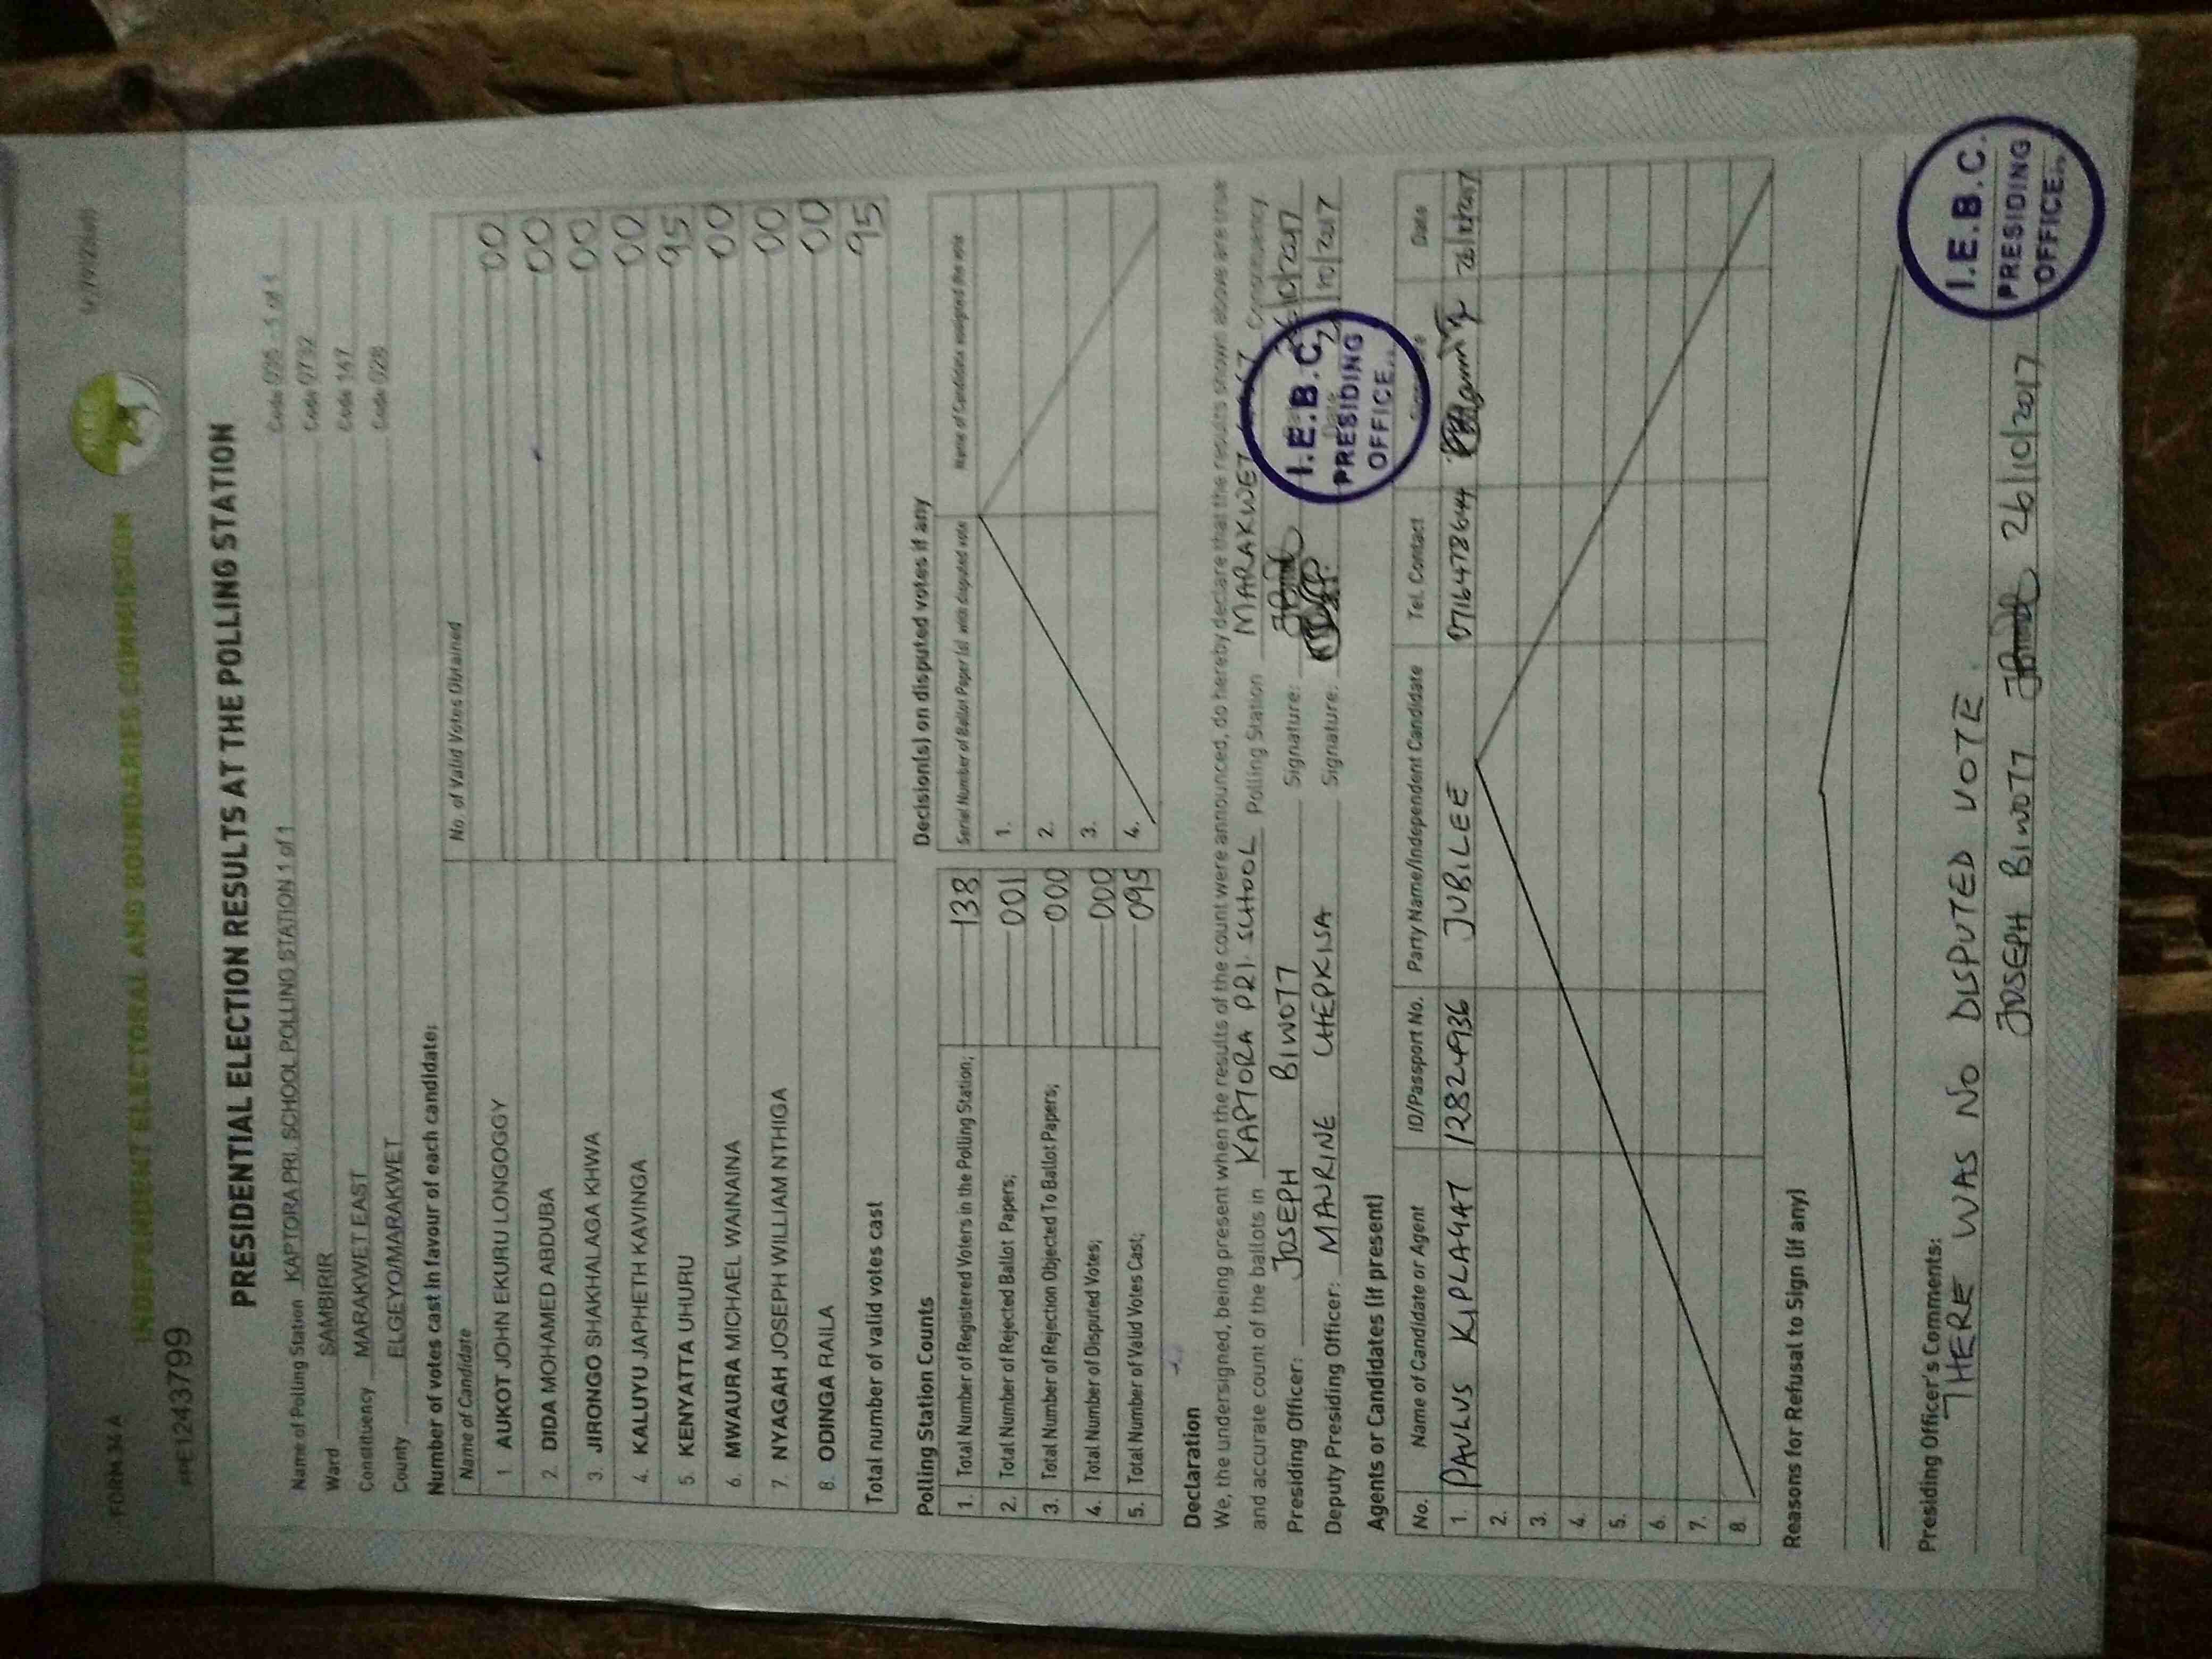 FORM 34 A
INDEPENDENT ELECTORAL AND BOUNDARIES COMMISSION
PRESIDENTIAL ELECTION RESULTS AT THE POLLING STATION
Name of Polling Station KAPTORA PRI. SCHOOL POLLING STATION 1 of 1 Code 035 - 1 of 1
Ward SAMBIRIR Code 0732
Constituency MARAKWET EAST Code 147
County ELGEYO/MARAKWET Code 028
Number of votes cast in favour of each candidate:
Name of Candidate No. of Valid Votes Obtained
1. AUKOT JOHN EKURU LONGOGGY 00
2. DIDA MOHAMED ABDUBA 00
3. JIRONGO SHAKHALAGA KHWA 00
4. KALUYU JAPHETH KAVINGA 00
5. KENYATTA UHURU 95
6. MWAURA MICHAEL WAINAINA 00
7. NYAGAH JOSEPH WILLIAM NTHIGA 00
8. ODINGA RAILA 00
Total number of valid votes cast 95
Polling Station Counts
1. Total Number of Registered Voters in the Polling Station; 138
2. Total Number of Rejected Ballot Papers; 001
3. Total Number of Rejection Objected To Ballot Papers; 000
4. Total Number of Disputed Votes; 000
5. Total Number of Valid Votes Cast; 095
Decision(s) on disputed votes if any
Serial Number of Ballot Paper (s) with disputed vote Name of Candidate assigned the vote
1.
2.
3.
4.
Declaration
We, the undersigned, being present when the results of the count were announced, do hereby declare that the results shown above are true
and accurate count of the ballots in KAPTORA PRI. SCHOOL Polling Station MARAKWET Constituency
Presiding Officer: JOSEPH BIWOTT Signature: 26/10/2017
Deputy Presiding Officer: MAURINE CHEPKISA Signature: Date 10/2017
I.E.B.C.
PRESIDING
OFFICE
Agents or Candidates (if present)
No. Name of Candidate or Agent ID/Passport No. Party Name/Independent Candidate Tel. Contact Signature Date
1. PAULUS KIPLAGAT 12824936 JUBILEE 0716473644 26/10/2017
2.
3.
4.
5.
6.
7.
8.
Reasons for Refusal to Sign (if any)
Presiding Officer's Comments:
THERE WAS NO DISPUTED VOTE.
JOSEPH BIWOTT 26/10/2017
I.E.B.C.
PRESIDING
OFFICE